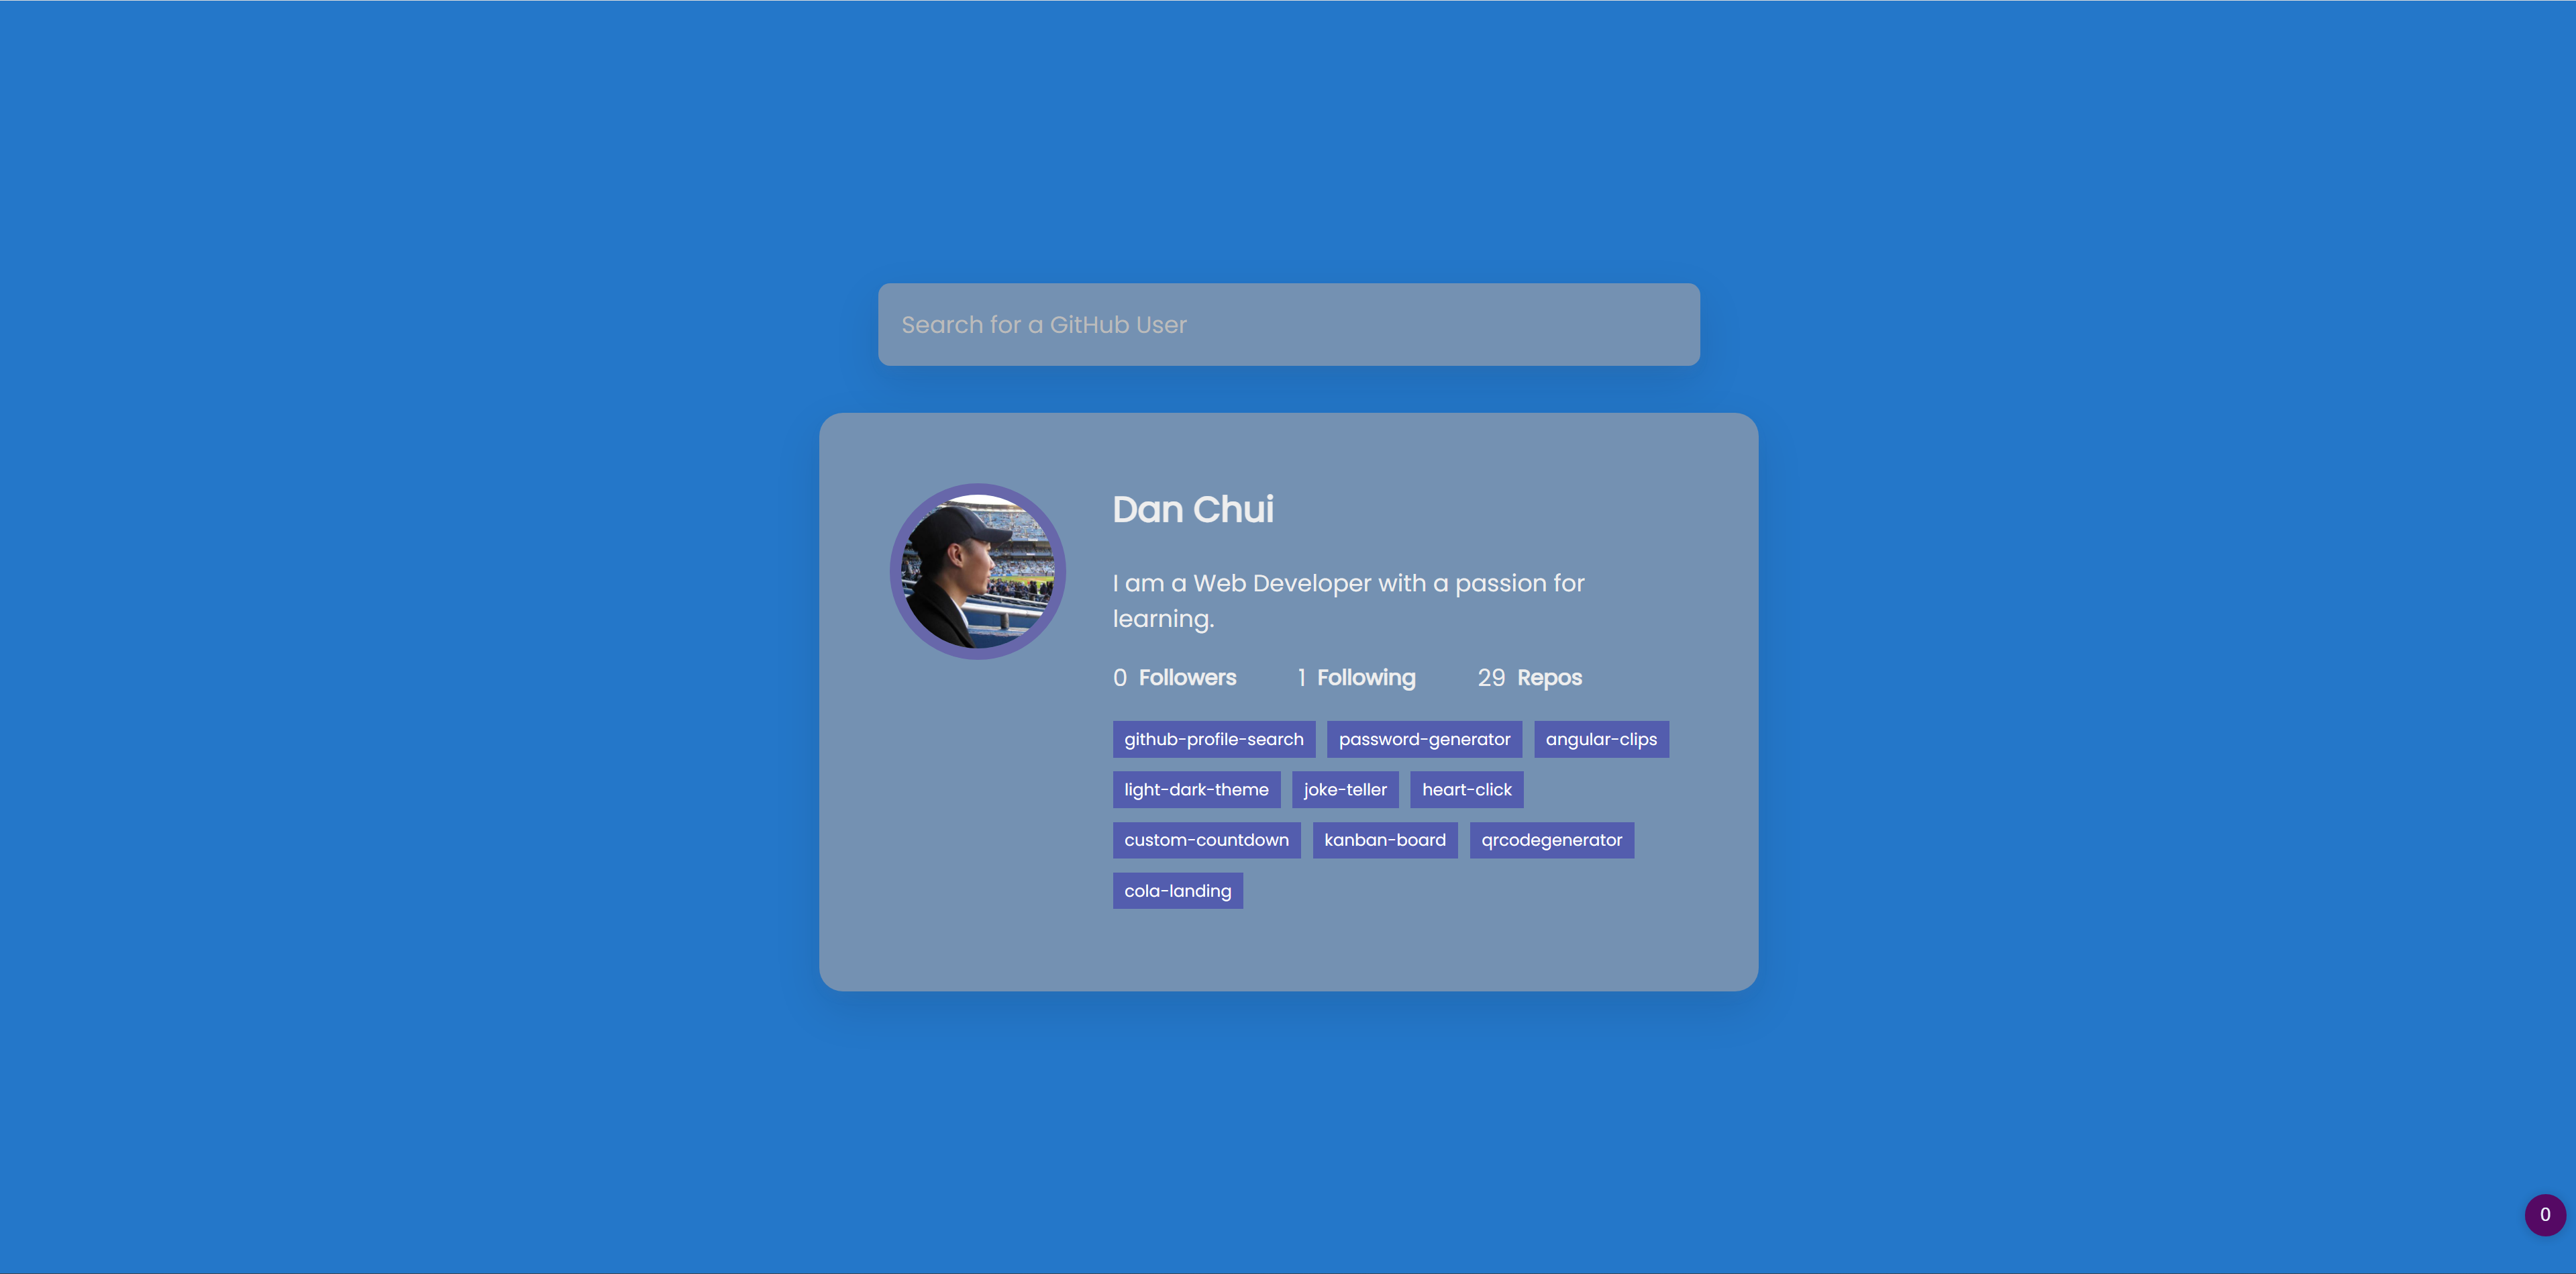 Search for a GitHub User
Dan Chui
I am a Web Developer with a passion for
learning.
0 Followers 1 Following 29 Repos
github-profile-search password-generator angular-clips
light-dark-theme joke-teller heart-click
custom-countdown kanban-board qrcodegenerator
cola-landing
0